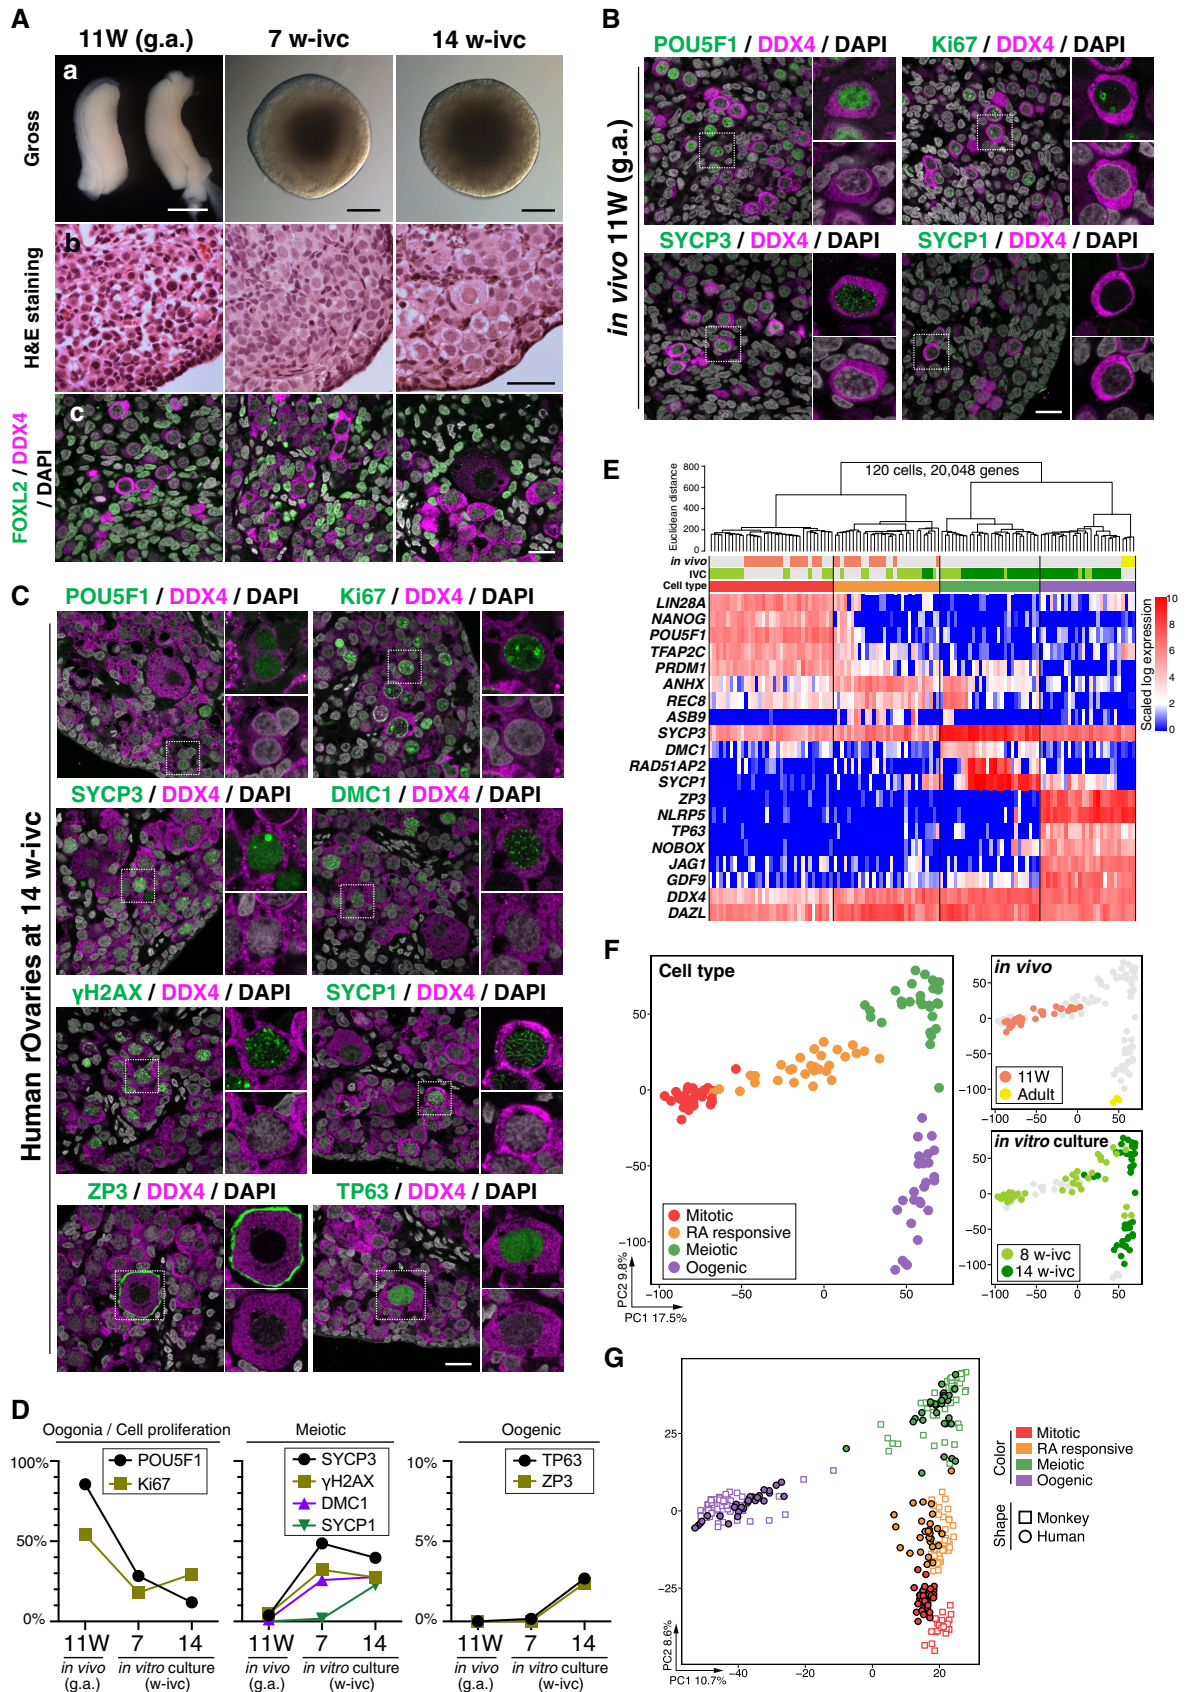 A
11W (g.a.)
7 w-ivc
14 w-ivc
a
Gross
b
H&E staining
c
FOXL2 / DDX4
/ DAPI
B
POU5F1 / DDX4 / DAPI
Ki67 / DDX4 / DAPI
SYCP3 / DDX4 / DAPI
SYCP1 / DDX4 / DAPI
in vivo 11W (g.a.)
C
POU5F1 / DDX4 / DAPI
Ki67 / DDX4 / DAPI
SYCP3 / DDX4 / DAPI
DMC1 / DDX4 / DAPI
γH2AX / DDX4 / DAPI
SYCP1 / DDX4 / DAPI
ZP3 / DDX4 / DAPI
TP63 / DDX4 / DAPI
Human rOvaries at 14 w-ivc
D
Oogonia / Cell proliferation
POU5F1
Ki67
100%
50%
0%
11W
7
14
in vivo
(g.a.)
in vitro culture
(w-ivc)
Meiotic
SYCP3
γH2AX
DMC1
SYCP1
100%
50%
0%
11W
7
14
in vivo
(g.a.)
in vitro culture
(w-ivc)
Oogenic
TP63
ZP3
10%
5%
0%
11W
7
14
in vivo
(g.a.)
in vitro culture
(w-ivc)
E
120 cells, 20,048 genes
Euclidean distance
800
600
400
200
0
in vivo
IVC
Cell type
LIN28A
NANOG
POU5F1
TFAP2C
PRDM1
ANHX
REC8
ASB9
SYCP3
DMC1
RAD51AP2
SYCP1
ZP3
NLRP5
TP63
NOBOX
JAG1
GDF9
DDX4
DAZL
10
8
6
4
2
0
Scaled log expression
F
Cell type
50
0
−50
−100
−100
−50
0
50
PC2 9.8%
PC1 17.5%
Mitotic
RA responsive
Meiotic
Oogenic
in vivo
50
0
−50
−100
11W
Adult
−100
−50
0
50
in vitro culture
50
0
−50
−100
8 w-ivc
14 w-ivc
−100
−50
0
50
G
25
0
−25
−40
−20
0
20
PC2 8.6%
PC1 10.7%
Color
Mitotic
RA responsive
Meiotic
Oogenic
Shape
Monkey
Human